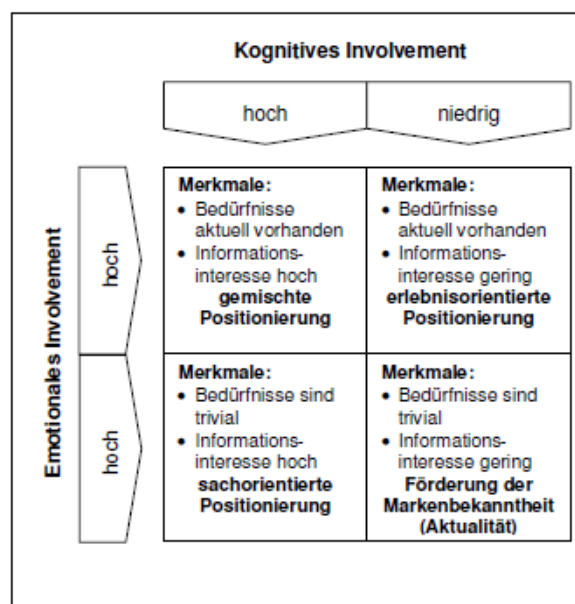 Kognitives Involvement
hoch
niedrig
Emotionales Involvement
hoch
Merkmale:
• Bedürfnisse
aktuell vorhanden
• Informations-
interesse hoch
gemischte
Positionierung
Merkmale:
• Bedürfnisse
aktuell vorhanden
• Informations-
interesse gering
erlebnisorientierte
Positionierung
hoch
Merkmale:
• Bedürfnisse sind
trivial
• Informations-
interesse hoch
sachorientierte
Positionierung
Merkmale:
• Bedürfnisse sind
trivial
• Informations-
interesse gering
Förderung der
Markenbekanntheit
(Aktualität)